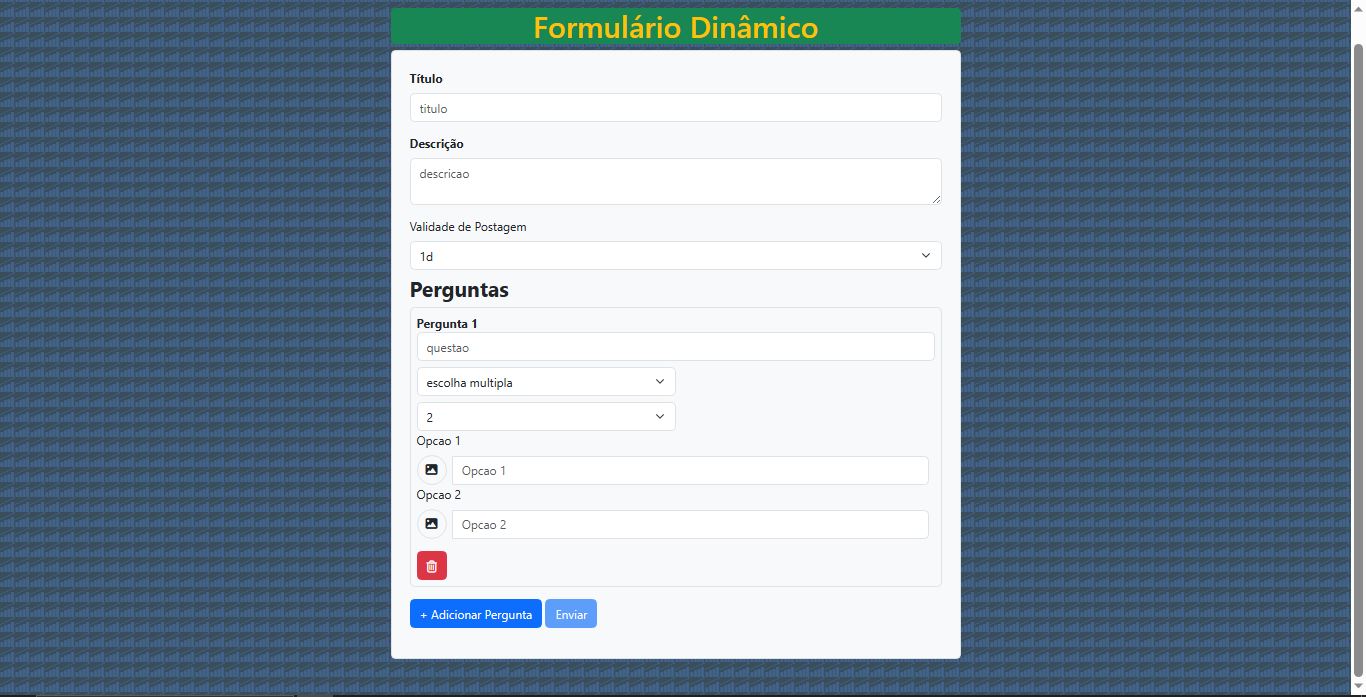 Formulário Dinâmico
Título
titulo
Descrição
descricao
Validade de Postagem
1d
Perguntas
Pergunta 1
questao
escolha multipla
2
Opcao 1
Opcao 1
Opcao 2
Opcao 2
+ Adicionar Pergunta Enviar